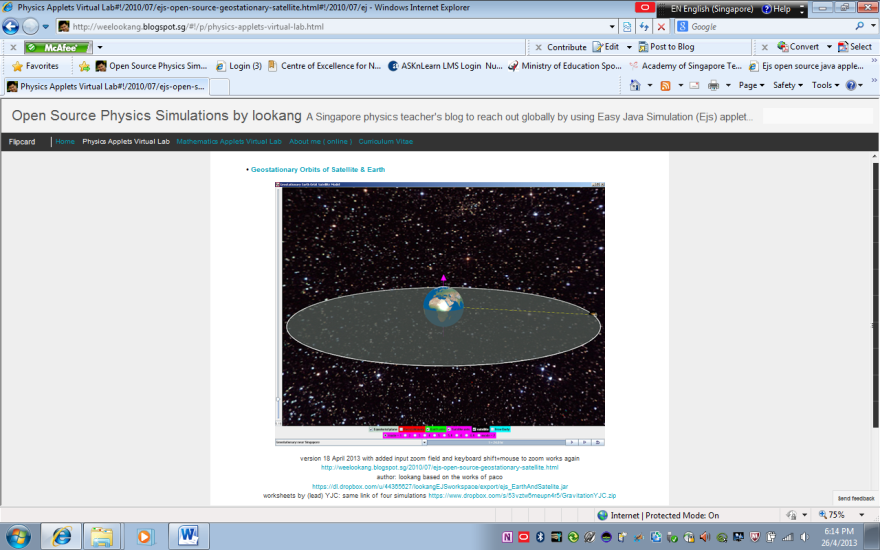 Physics Applets Virtual Lab#!/2010/07/ejs-open-source-geostationary-satellite.html#!/2010/07/ej - Windows Internet Explorer
EN English (Singapore) Help
http://weelookang.blogspot.sg/#!/p/physics-applets-virtual-lab.html
Google
x McAfee
x Contribute Edit Post to Blog
x Convert Select
Favorites
Open Source Physics Sim...
Login (3)
Centre of Excellence for N...
ASKnLearn LMS Login Nu...
Ministry of Education Spo...
Academy of Singapore Te...
Ejs open source java apple...
Physics Applets Virtual Lab#!/2010/07/ejs-open-s...
Page Safety Tools
Open Source Physics Simulations by lookang A Singapore physics teacher's blog to reach out globally by using Easy Java Simulation (Ejs) applet...
Flipcard Home Physics Applets Virtual Lab Mathematics Applets Virtual Lab About me ( online ) Curriculum Vitae
• Geostationary Orbits of Satellite & Earth
version 18 April 2013 with added input zoom field and keyboard shift+mouse to zoom works again
http://weelookang.blogspot.sg/2010/07/ejs-open-source-geostationary-satellite.html
author: lookang based on the works of paco
https://dl.dropbox.com/u/44365627/lookangEJSworkspace/export/ejs_EarthAndSatellite.jar
worksheets by (lead) YJC: same link of four simulations https://www.dropbox.com/s/53vztw6meupn4r5/GravitationYJC.zip
Send feedback
Internet | Protected Mode: On
75%
6:14 PM
26/4/2013